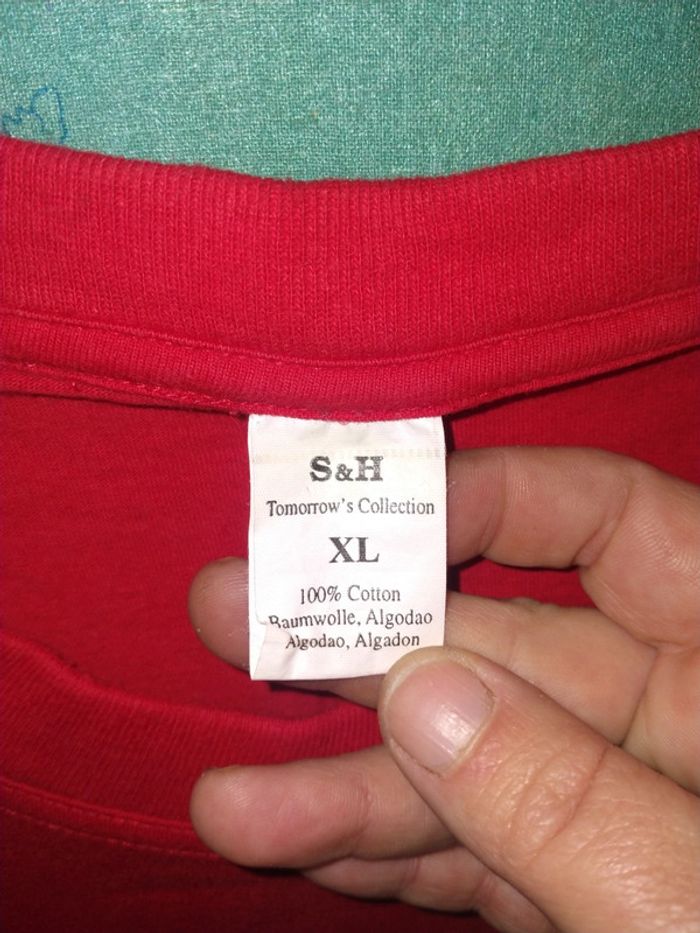 S&H
Tomorrow's Collection
XL
100% Cotton
Baumwolle, Algodao
Algodao, Algadon